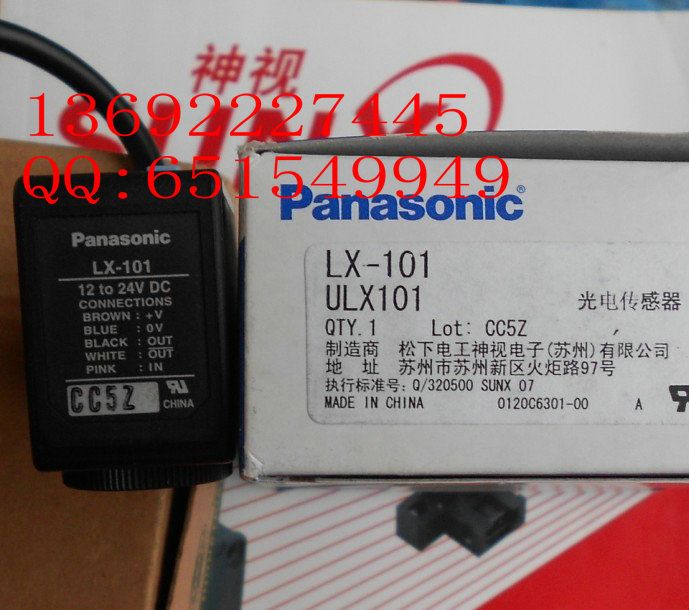 神视
SUNX
13692227445
QQ:651549949
Panasonic
LX-101
12 to 24V DC
CONNECTIONS
BROWN : +V
BLUE : 0V
BLACK : OUT
WHITE : OUT
PINK : IN
CC5Z
CHINA
Panasonic®
LX-101
ULX101 光电传感器
QTY.1 Lot: CC5Z
制造商 松下电工神视电子(苏州)有限公司
地 址 苏州市苏州新区火炬路97号
执行标准号: Q/320500 SUNX 07
MADE IN CHINA 0120C6301-00 A